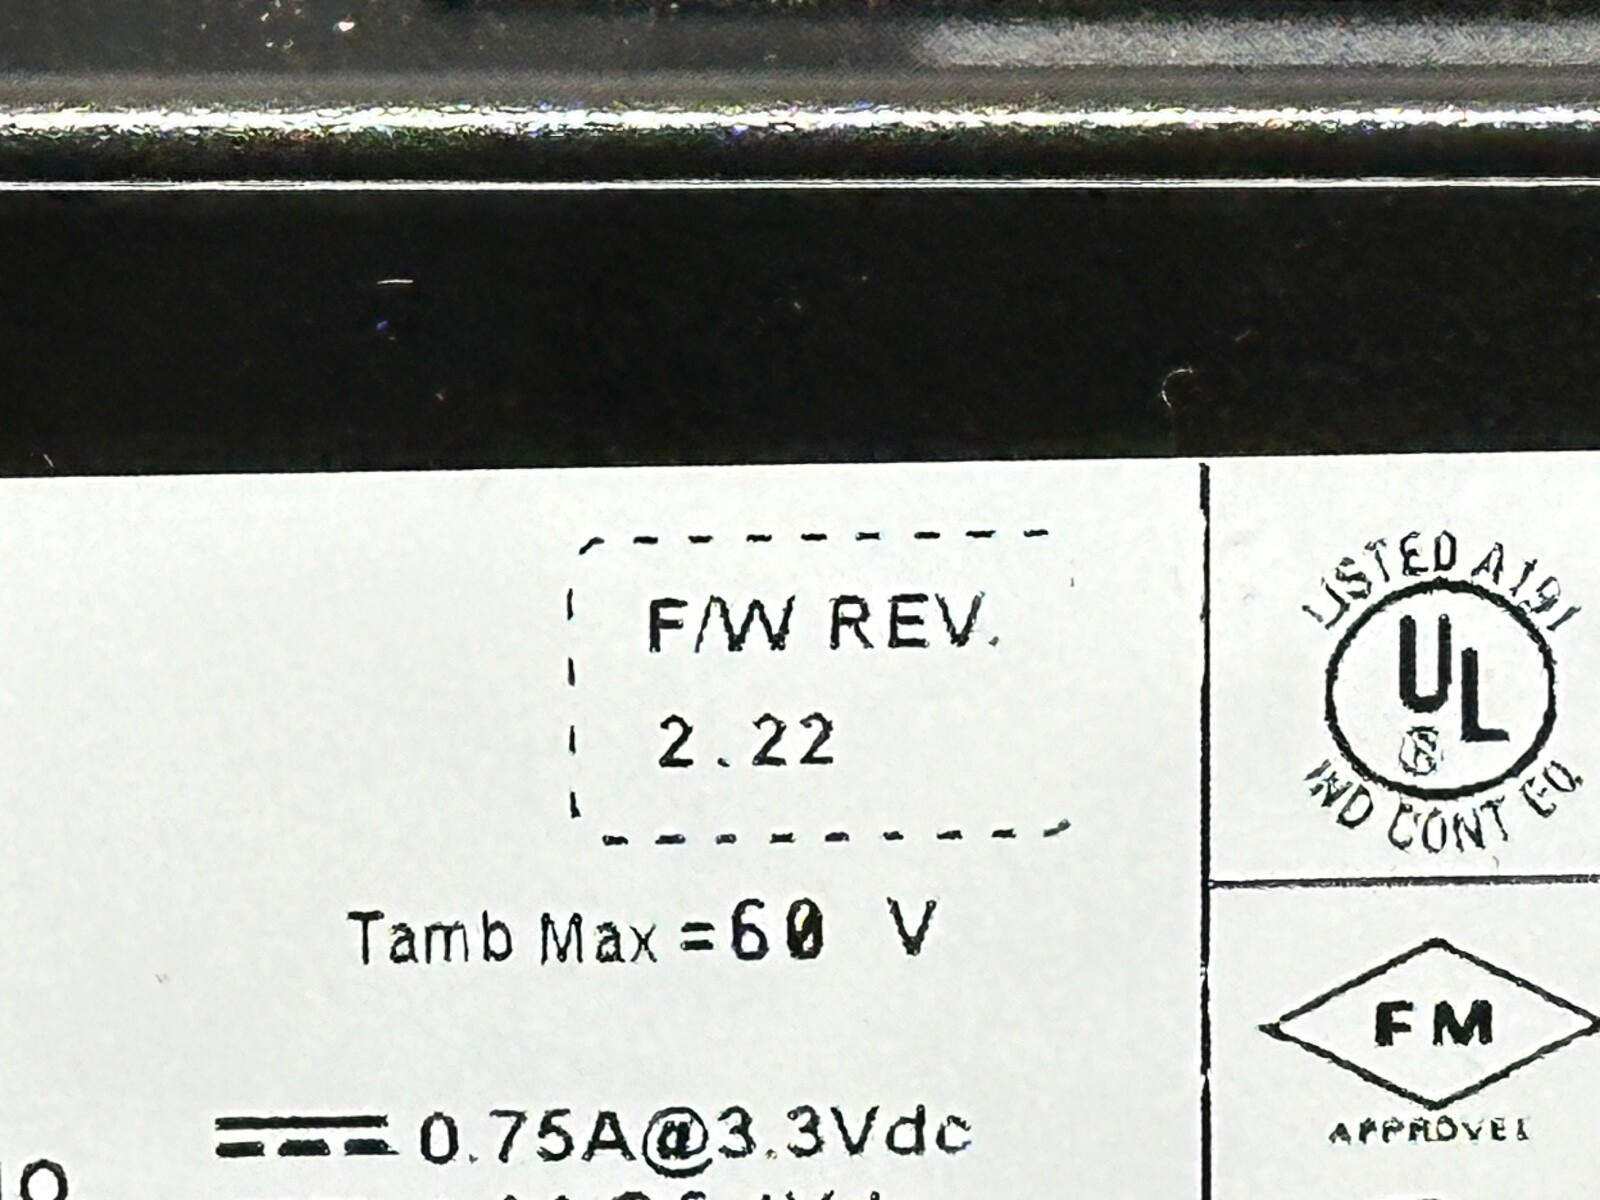 F/W REV.
2.22
Tamb Max = 60 V
0.75A@3.3Vdc
LISTED A191
UL
IND CONT EQ
FM
APPROVED